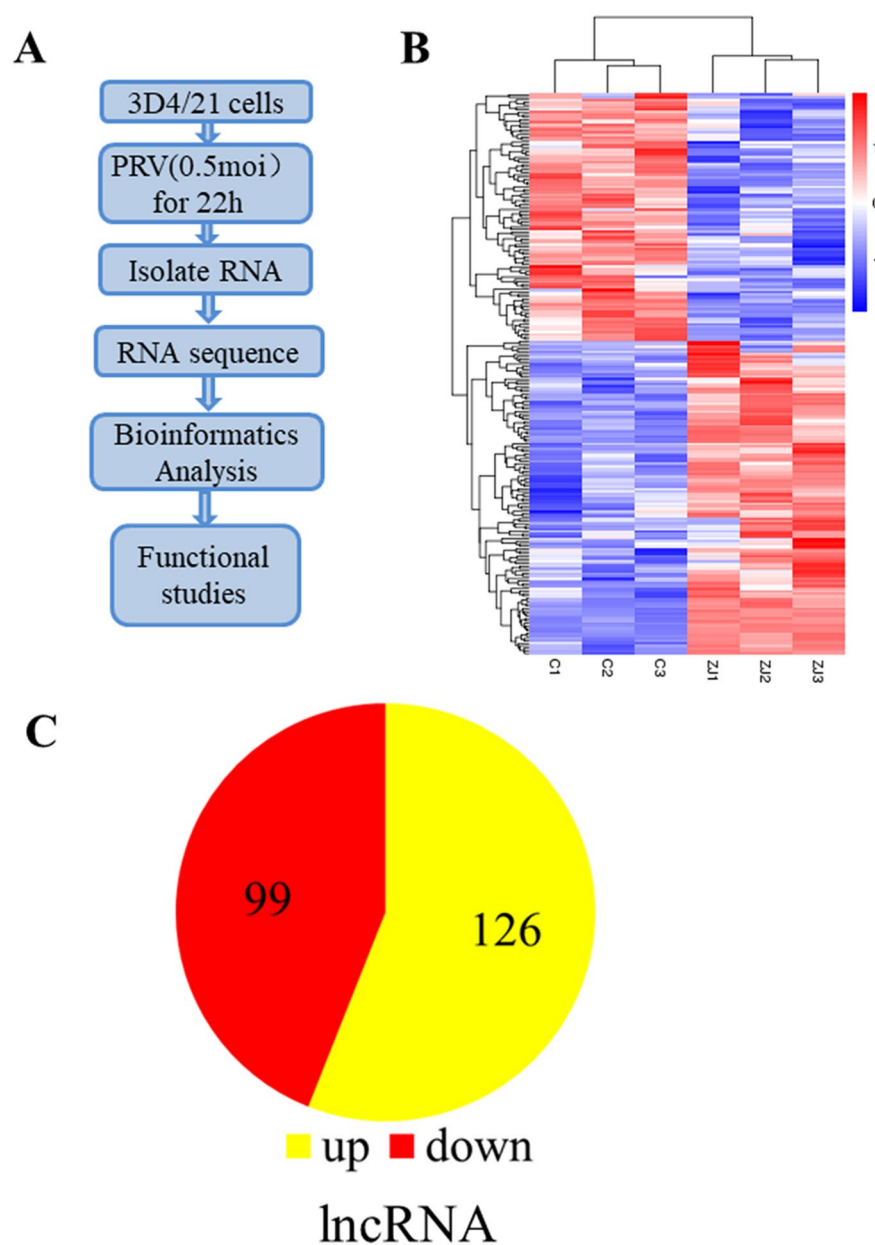 A
3D4/21 cells
PRV(0.5moi）
for 22h
Isolate RNA
RNA sequence
Bioinformatics
Analysis
Functional
studies
B
C1
C2
C3
ZJ1
ZJ2
ZJ3
C
99
126
up
down
lncRNA